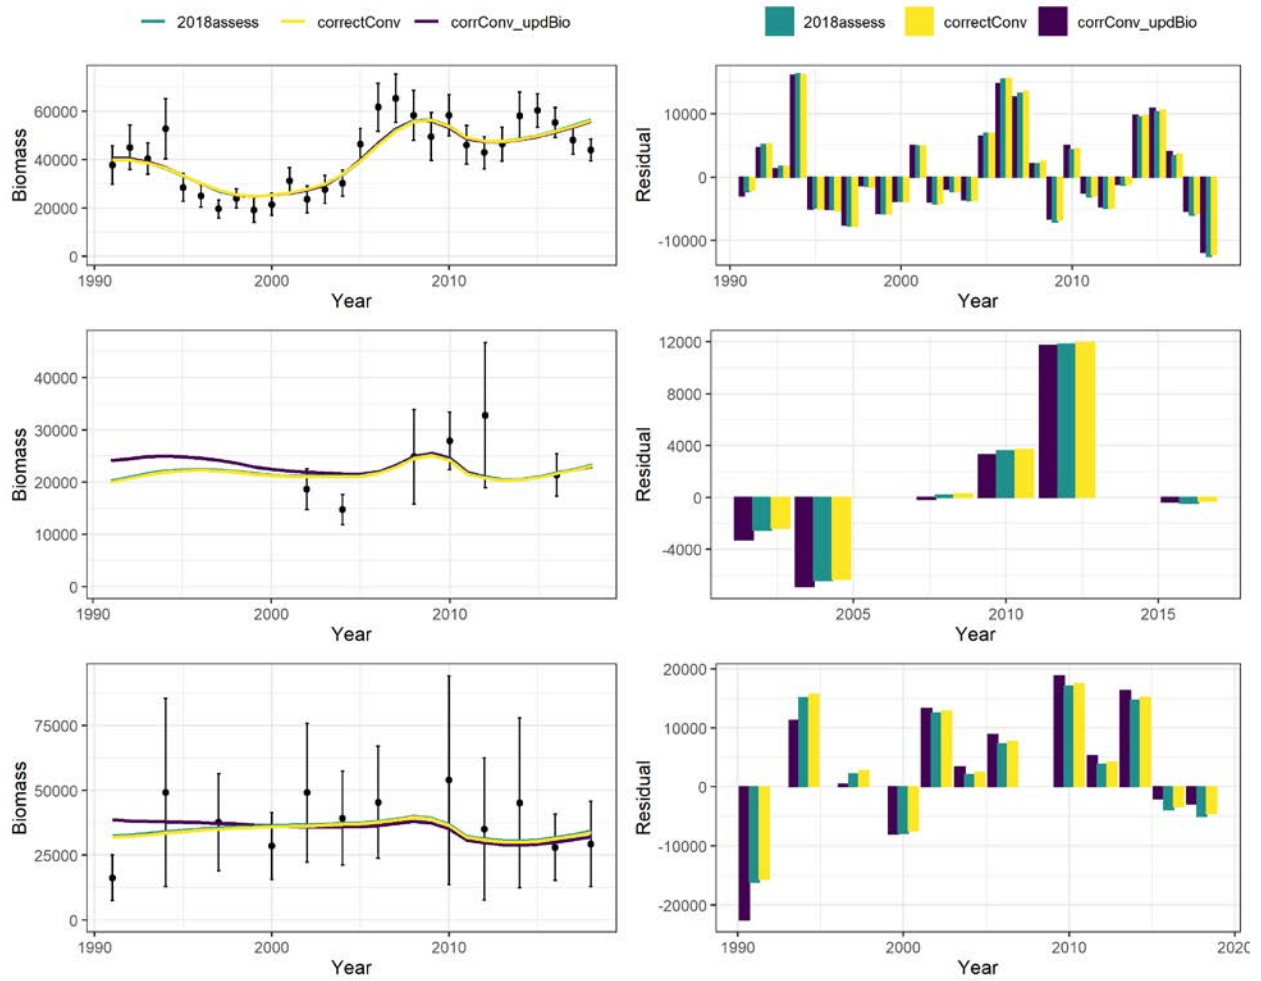 2018assess correctConv corrConv_updBio
2018assess correctConv corrConv_updBio
Biomass
60000
40000
20000
0
1990 2000 2010
Year
Residual
10000
0
-10000
1990 2000 2010
Year
Biomass
40000
30000
20000
10000
0
1990 2000 2010
Year
Residual
12000
8000
4000
0
-4000
2005 2010 2015
Year
Biomass
75000
50000
25000
0
1990 2000 2010
Year
Residual
20000
10000
0
-10000
-20000
1990 2000 2010 2020
Year